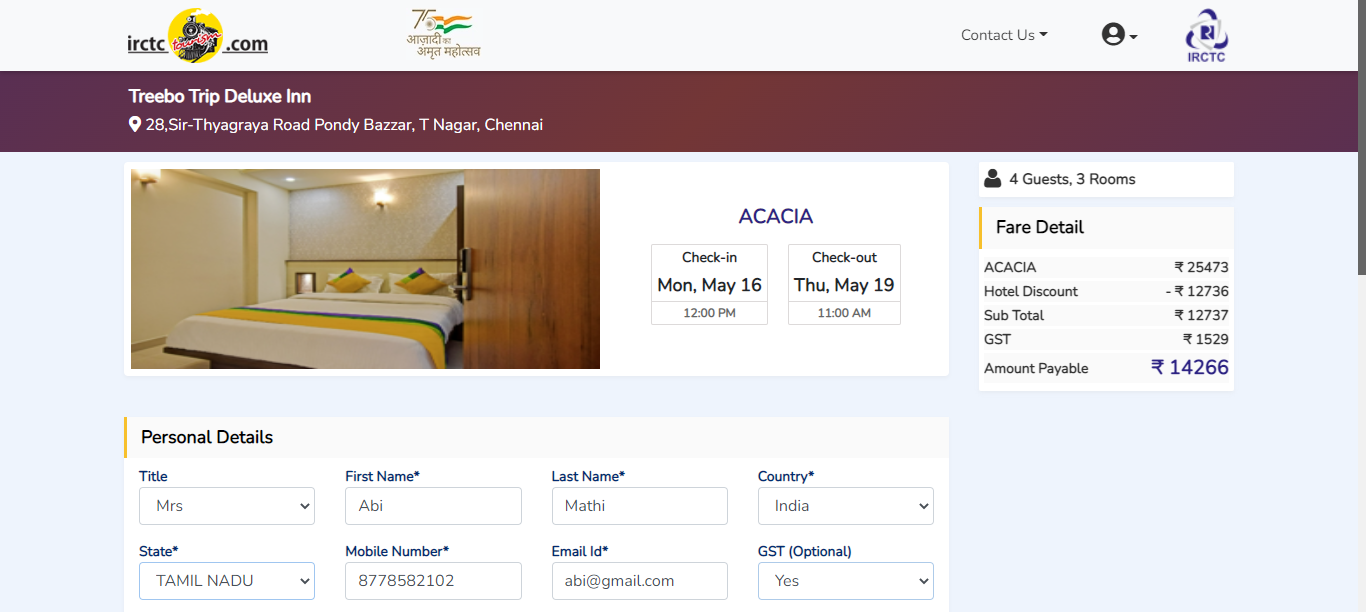 irctc tourism .com
75
आज़ादी का
अमृत महोत्सव
Contact Us
IRCTC
Treebo Trip Deluxe Inn
28,Sir-Thyagraya Road Pondy Bazzar, T Nagar, Chennai
ACACIA
Check-in
Mon, May 16
12:00 PM
Check-out
Thu, May 19
11:00 AM
4 Guests, 3 Rooms
Fare Detail
ACACIA ₹ 25473
Hotel Discount - ₹ 12736
Sub Total ₹ 12737
GST ₹ 1529
Amount Payable ₹ 14266
Personal Details
Title First Name* Last Name* Country*
Mrs Abi Mathi India
State* Mobile Number* Email Id* GST (Optional)
TAMIL NADU 8778582102 abi@gmail.com Yes